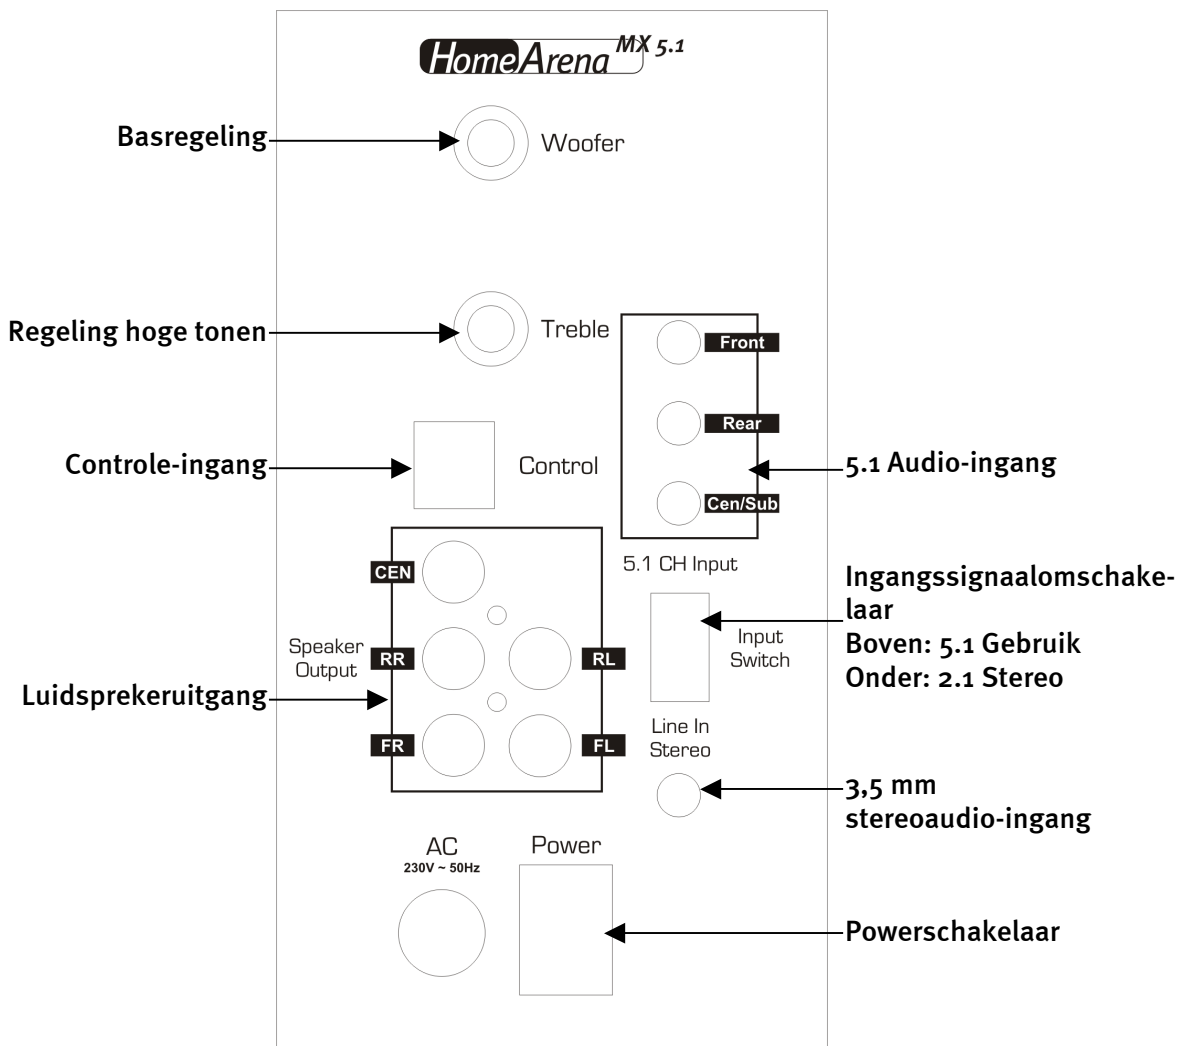 HomeArena MX 5.1
Basregeling
Woofer
Regeling hoge tonen
Treble
Front
Rear
Cen/Sub
Controle-ingang
Control
5.1 Audio-ingang
5.1 CH Input
CEN
Speaker
Output
RR
RL
Luidsprekeruitgang
FR
FL
Ingangssignaalomschake-
laar
Boven: 5.1 Gebruik
Onder: 2.1 Stereo
Input
Switch
Line In
Stereo
3,5 mm
stereoaudio-ingang
AC
230V ~ 50Hz
Power
Powerschakelaar